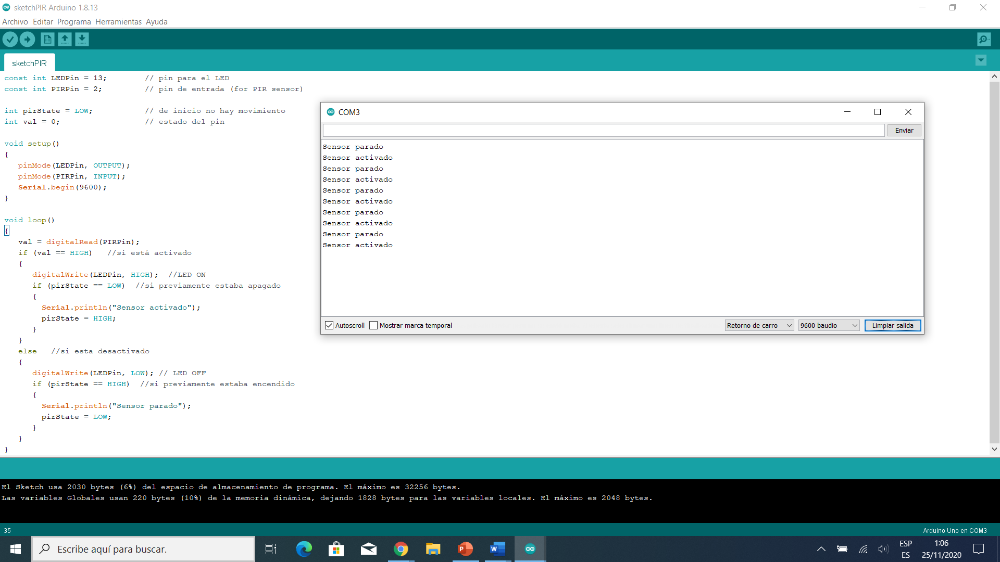 sketchPIR Arduino 1.8.13
Archivo Editar Programa Herramientas Ayuda
sketchPIR
const int LEDPin = 13;        // pin para el LED
const int PIRPin = 2;         // pin de entrada (for PIR sensor)
int pirState = LOW;           // de inicio no hay movimiento
int val = 0;                  // estado del pin
void setup()
{
   pinMode(LEDPin, OUTPUT);
   pinMode(PIRPin, INPUT);
   Serial.begin(9600);
}
void loop()
{
   val = digitalRead(PIRPin);
   if (val == HIGH)   //si está activado
   {
      digitalWrite(LEDPin, HIGH);  //LED ON
      if (pirState == LOW)  //si previamente estaba apagado
      {
        Serial.println("Sensor activado");
        pirState = HIGH;
      }
   }
   else   //si esta desactivado
   {
      digitalWrite(LEDPin, LOW); // LED OFF
      if (pirState == HIGH)  //si previamente estaba encendido
      {
        Serial.println("Sensor parado");
        pirState = LOW;
      }
   }
}
COM3
Enviar
Sensor parado
Sensor activado
Sensor parado
Sensor activado
Sensor parado
Sensor activado
Sensor parado
Sensor activado
Sensor parado
Sensor activado
Autoscroll Mostrar marca temporal Retorno de carro 9600 baudio Limpiar salida
El Sketch usa 2030 bytes (6%) del espacio de almacenamiento de programa. El máximo es 32256 bytes.
Las variables Globales usan 220 bytes (10%) de la memoria dinámica, dejando 1828 bytes para las variables locales. El máximo es 2048 bytes.
35 Arduino Uno en COM3
Escribe aquí para buscar.
ESP
ES
1:06
25/11/2020